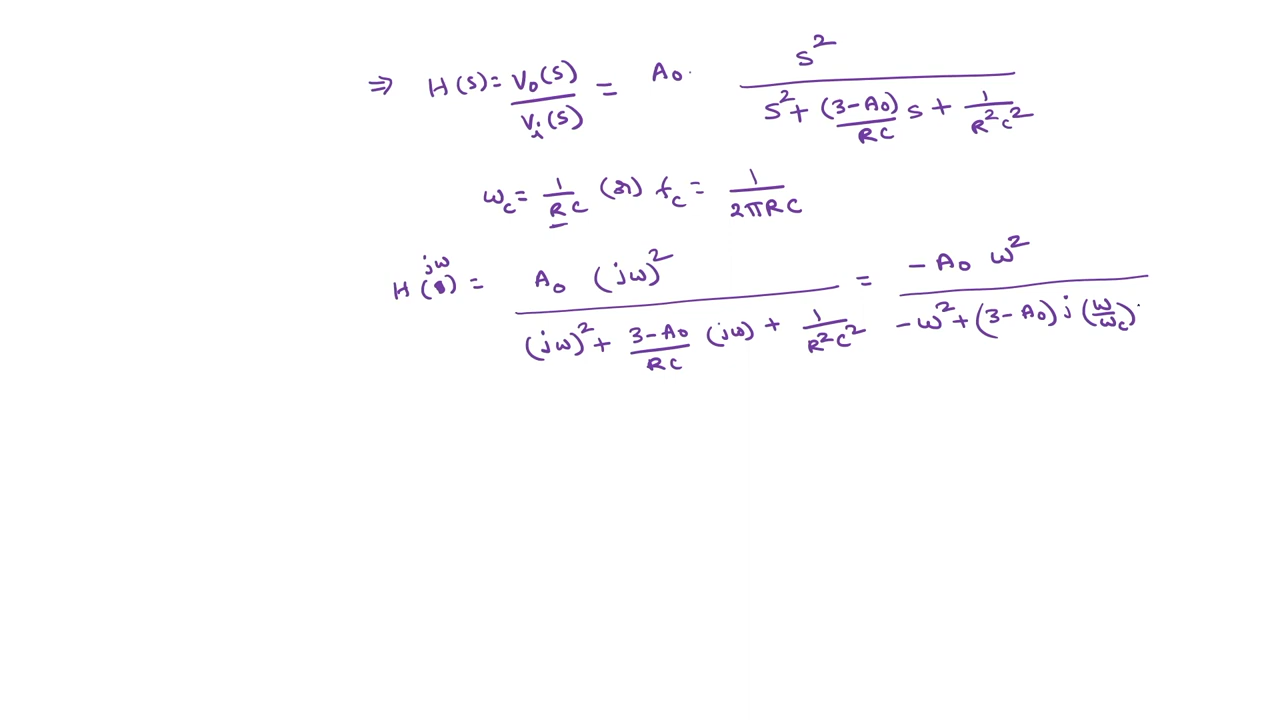 ⇒ H(s) = V₀(s)/Vᵢ(s) = A₀ · s²/(s² + (3-A₀)/RC s + 1/R²C²)
ω_c = 1/RC (or) f_c = 1/2πRC
H(jω) = A₀ (jω)²/((jω)² + 3-A₀/RC (jω) + 1/R²C²) = -A₀ ω²/(-ω² + (3-A₀) j (ω/ω_c)